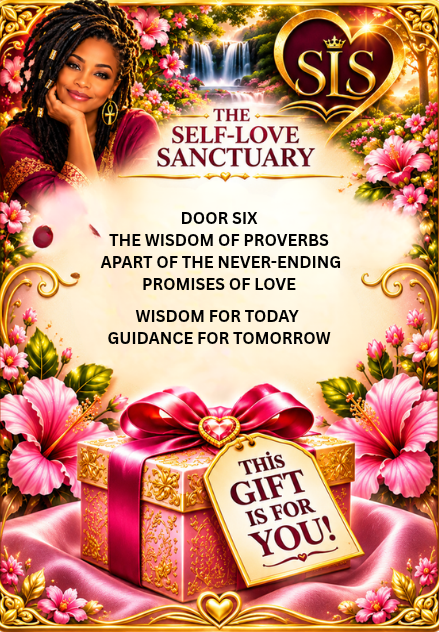 SIS
THE
SELF-LOVE
SANCTUARY
DOOR SIX
THE WISDOM OF PROVERBS
APART OF THE NEVER-ENDING
PROMISES OF LOVE
WISDOM FOR TODAY
GUIDANCE FOR TOMORROW
THIS
GIFT
IS FOR
YOU!